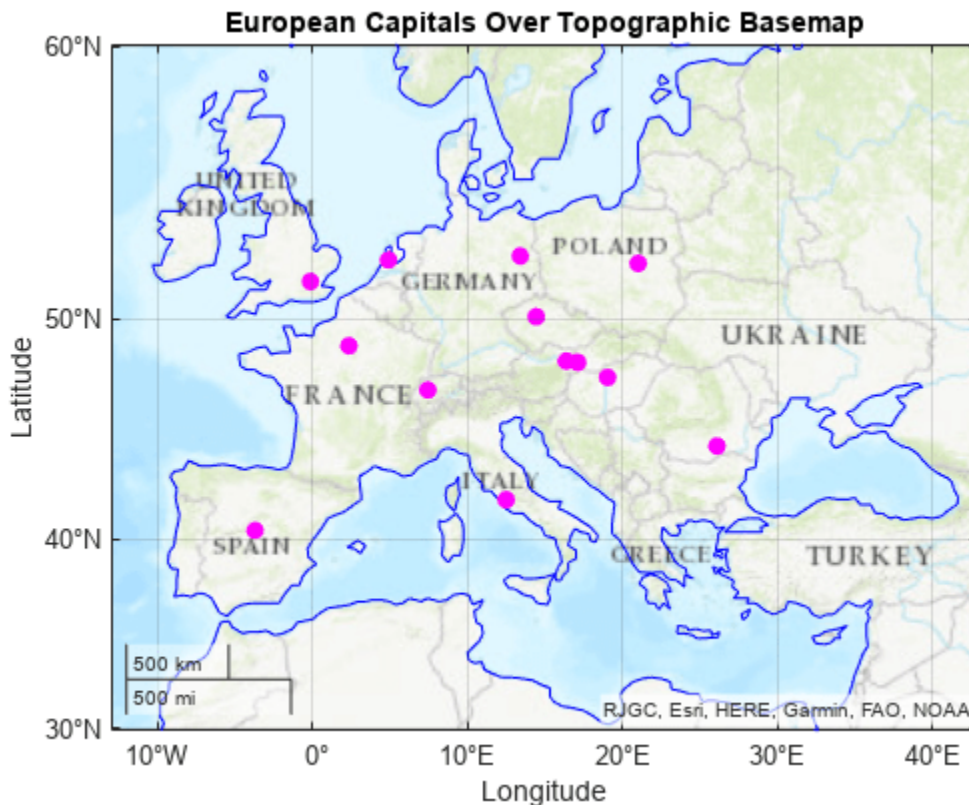 European Capitals Over Topographic Basemap
60°N
UNITED
KINGDOM
POLAND
GERMANY
50°N
UKRAINE
FRANCE
Latitude
ITALY
40°N
SPAIN
GREECE
TURKEY
500 km
500 mi
RJGC, Esri, HERE, Garmin, FAO, NOAA
30°N
10°W 0° 10°E 20°E 30°E 40°E
Longitude